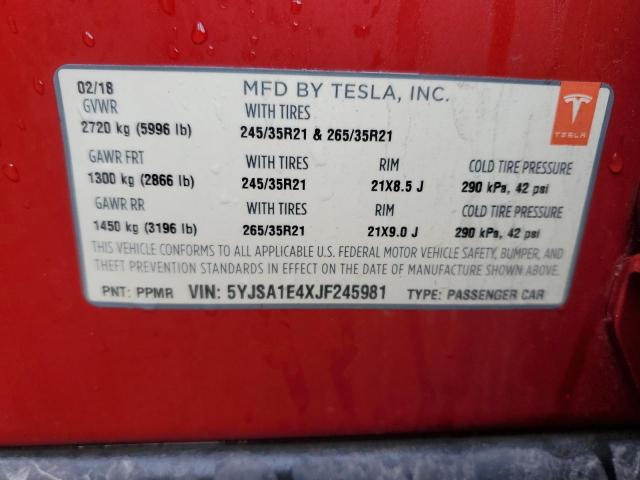 02/18 MFD BY TESLA, INC.
GVWR WITH TIRES
2720 kg (5996 lb) 245/35R21 & 265/35R21
TESLA
GAWR FRT WITH TIRES RIM COLD TIRE PRESSURE
1300 kg (2866 lb) 245/35R21 21X8.5 J 290 kPs, 42 psi
GAWR RR WITH TIRES RIM COLD TIRE PRESSURE
1450 kg (3196 lb) 265/35R21 21X9.0 J 290 kPs, 42 psi
THIS VEHICLE CONFORMS TO ALL APPLICABLE U.S. FEDERAL MOTOR VEHICLE SAFETY, BUMPER, AND
THEFT PREVENTION STANDARDS IN EFFECT ON THE DATE OF MANUFACTURE SHOWN ABOVE.
PNT: PPMR VIN: 5YJSA1E4XJF245981 TYPE: PASSENGER CAR